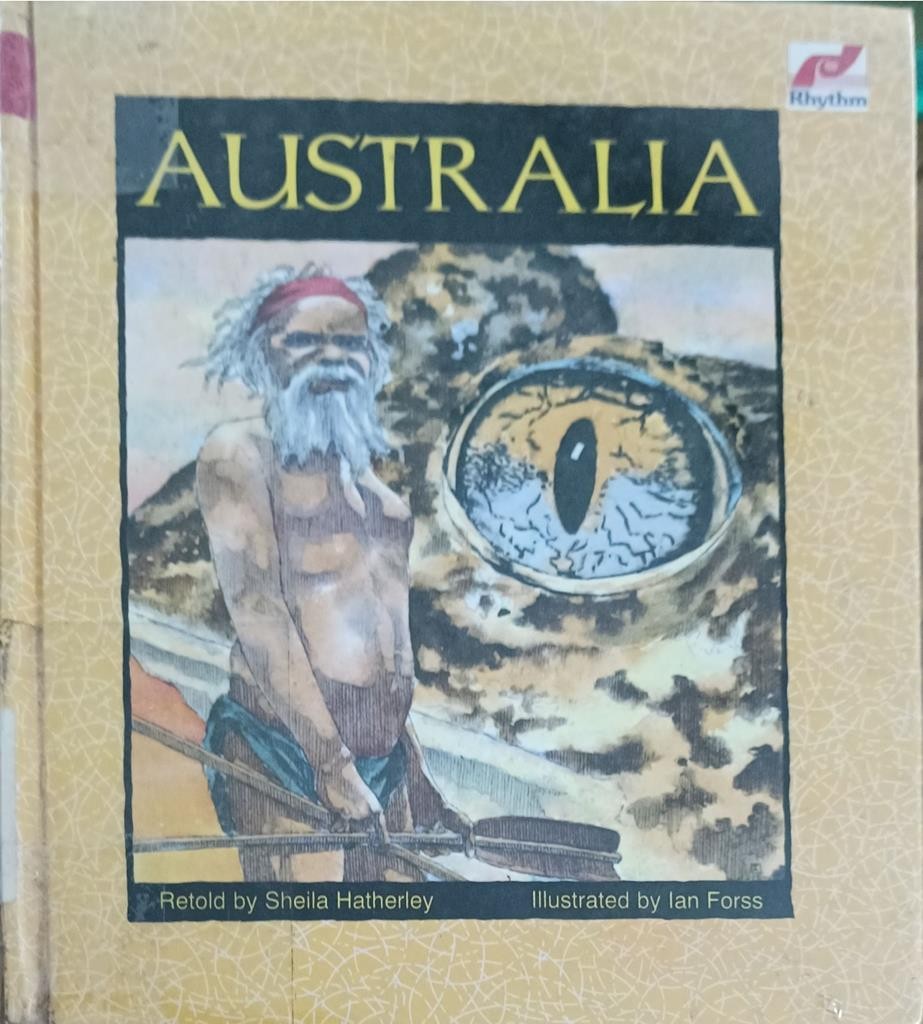 Rhythm
AUSTRALIA
Retold by Sheila Hatherley
Illustrated by Ian Forss